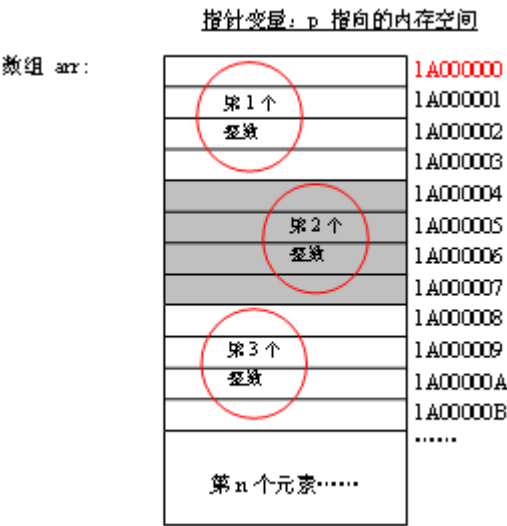 指针变量：p 指向的内存空间
数组 arr：
1A000000
第1个
1A000001
整数
1A000002
1A000003
1A000004
第2个
1A000005
整数
1A000006
1A000007
1A000008
第3个
1A000009
整数
1A00000A
1A00000B
……
第n个元素……